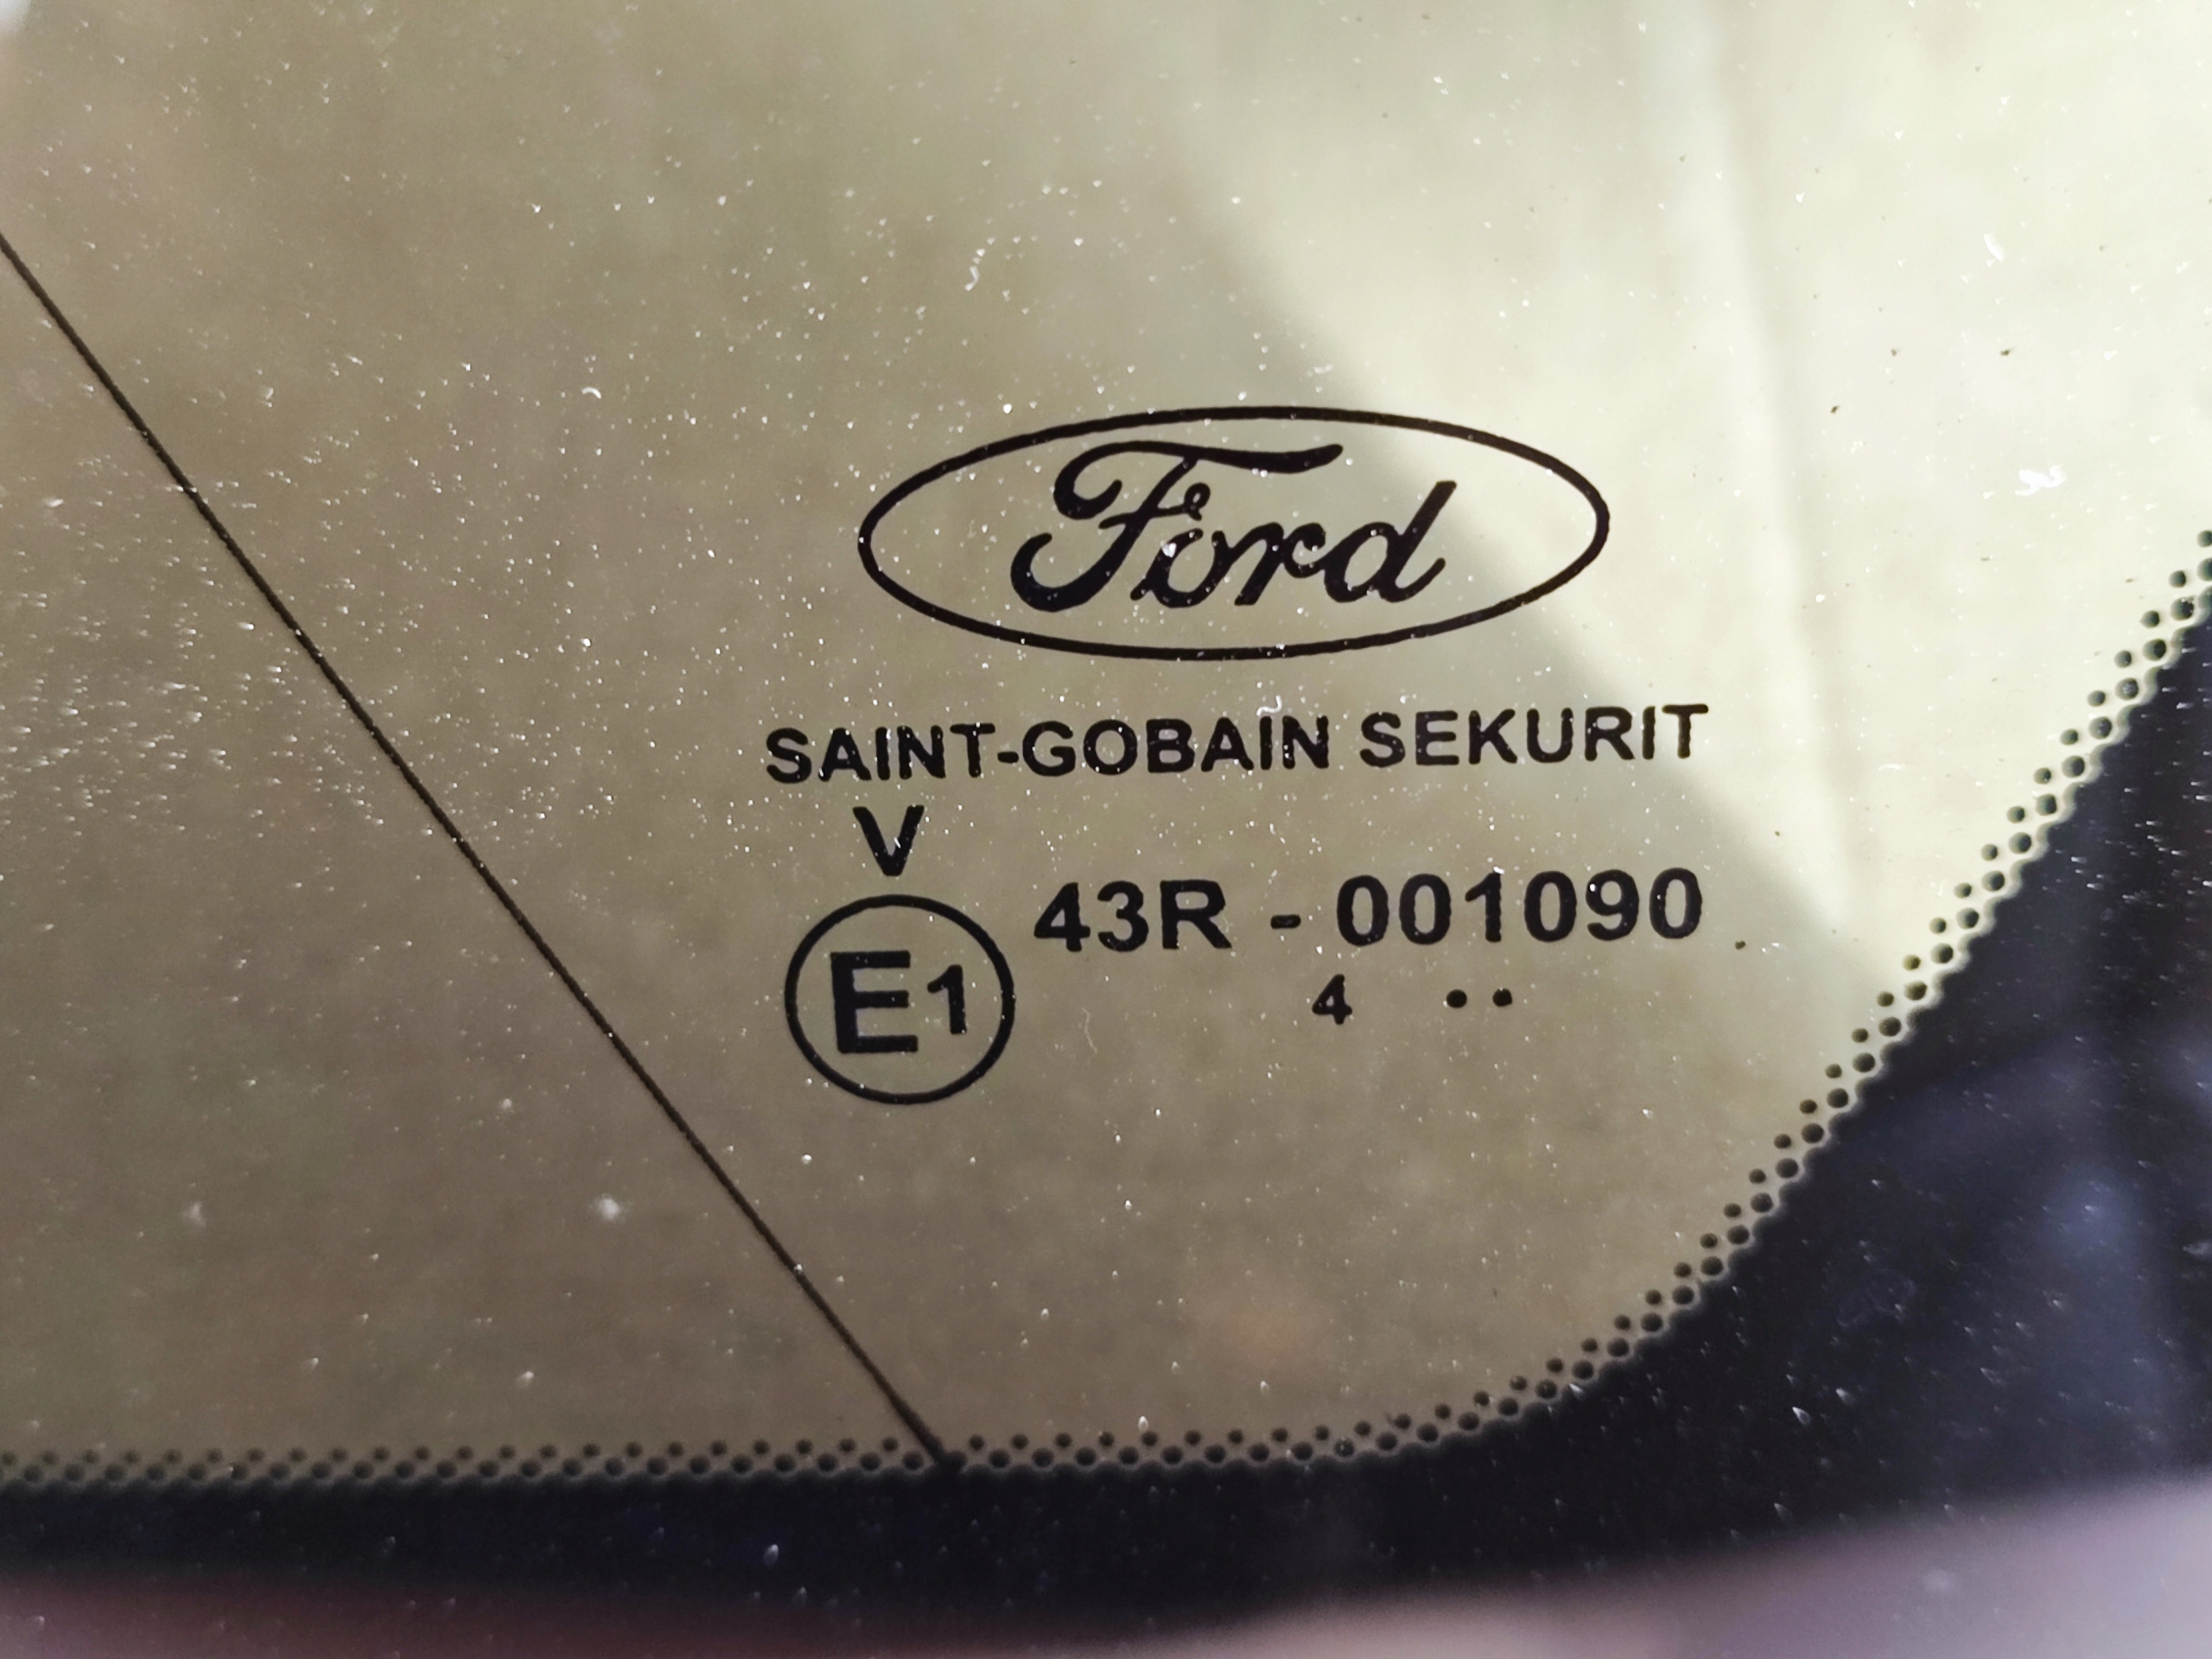 Ford
SAINT-GOBAIN SEKURIT
V
E1 43R - 001090
4 ••